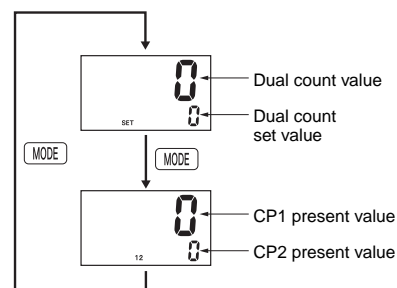 0
Dual count value
SET
0
Dual count
set value
MODE
MODE
0
CP1 present value
12
0
CP2 present value